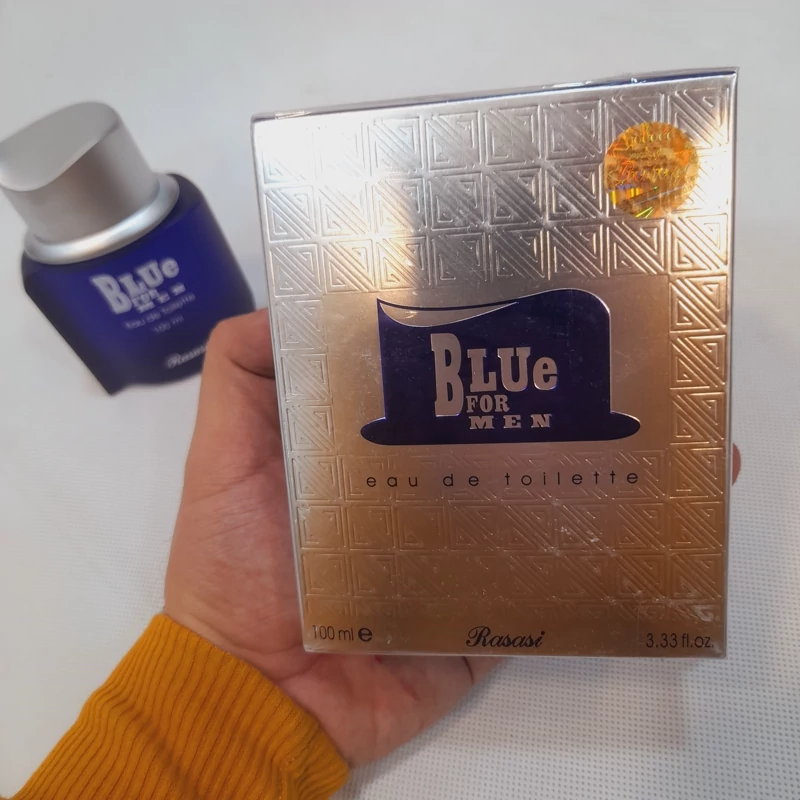 BLUe
FOR
MEN
eau de toilette
100 ml e
Rasasi
3.33 fl.oz.
BLUe
FOR
MEN
Eau de Toilette
100 ml
Rasasi